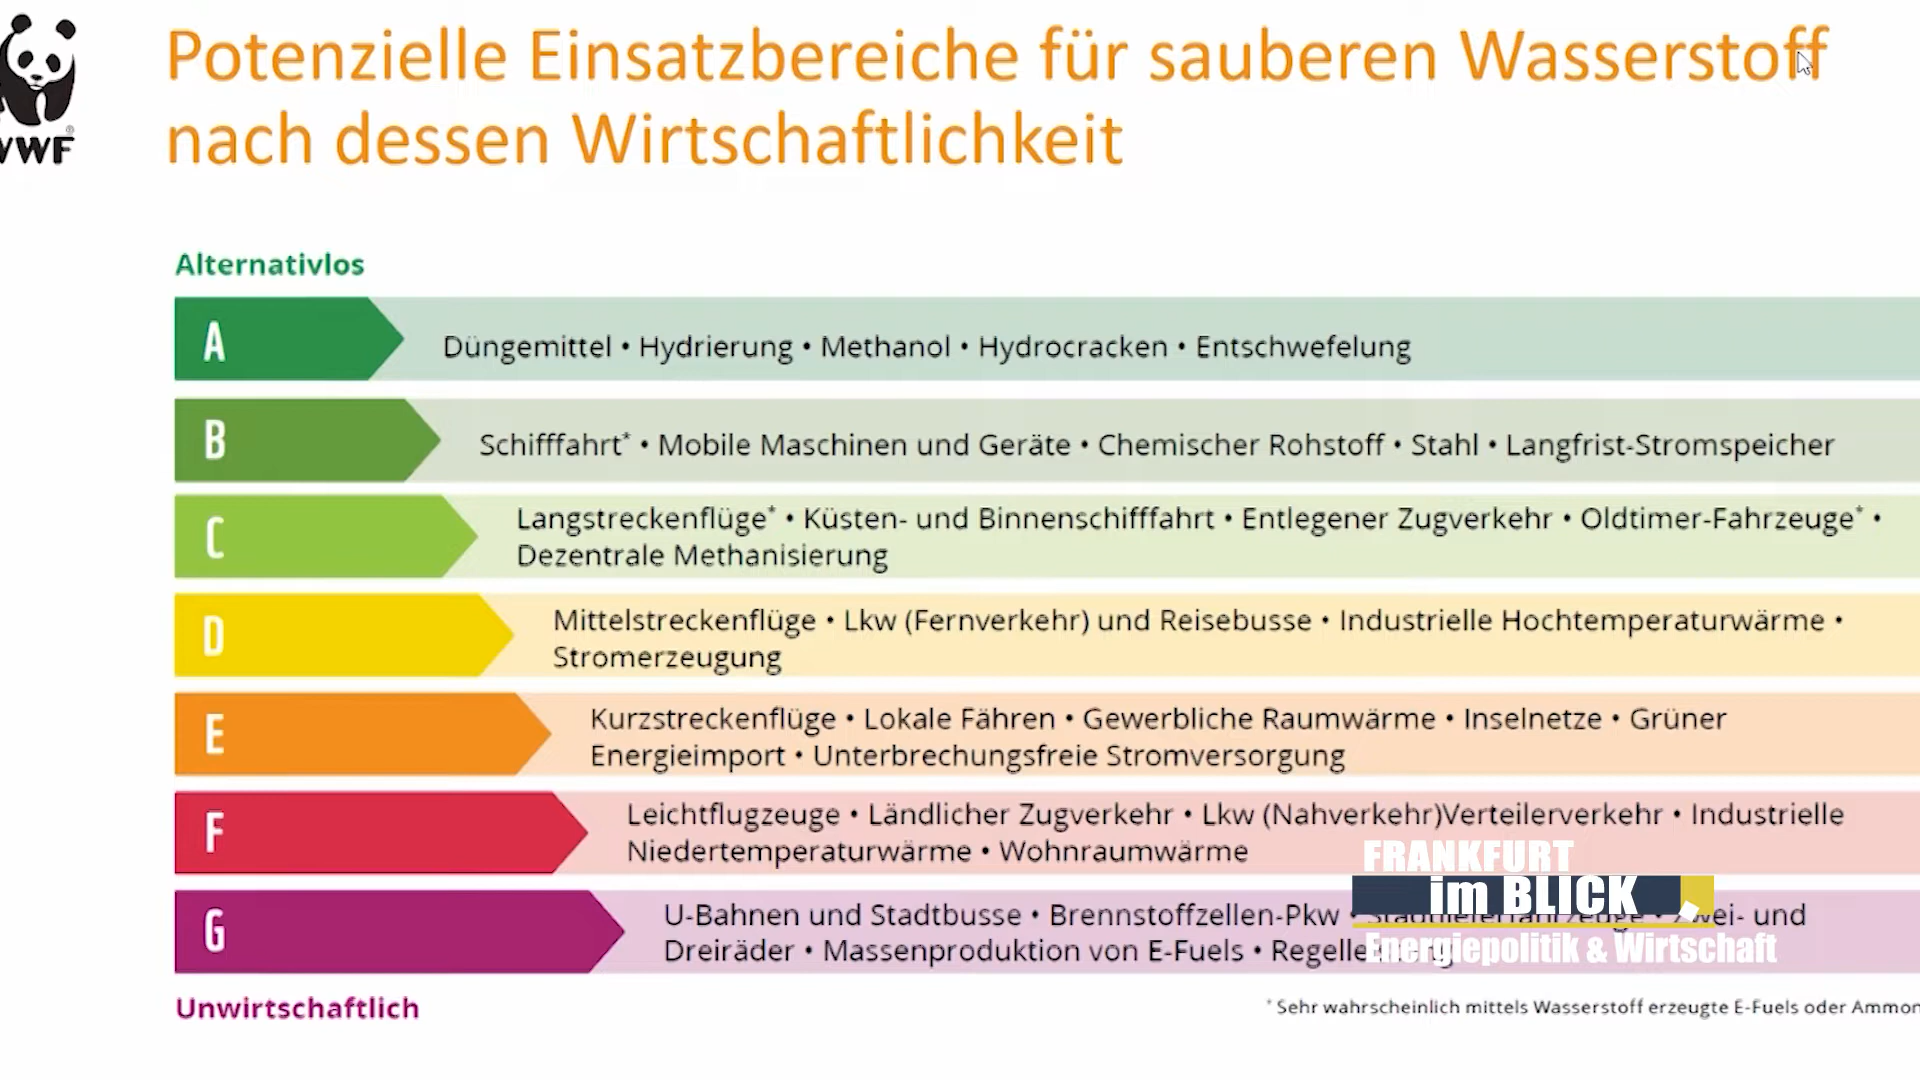 Potenzielle Einsatzbereiche für sauberen Wasserstoff
nach dessen Wirtschaftlichkeit
WWF
Alternativlos
A
Düngemittel • Hydrierung • Methanol • Hydrocracken • Entschwefelung
B
Schifffahrt* • Mobile Maschinen und Geräte • Chemischer Rohstoff • Stahl • Langfrist-Stromspeicher
C
Langstreckenflüge* • Küsten- und Binnenschifffahrt • Entlegener Zugverkehr • Oldtimer-Fahrzeuge* •
Dezentrale Methanisierung
D
Mittelstreckenflüge • Lkw (Fernverkehr) und Reisebusse • Industrielle Hochtemperaturwärme •
Stromerzeugung
E
Kurzstreckenflüge • Lokale Fähren • Gewerbliche Raumwärme • Inselnetze • Grüner
Energieimport • Unterbrechungsfreie Stromversorgung
F
Leichtflugzeuge • Ländlicher Zugverkehr • Lkw (Nahverkehr)Verteilerverkehr • Industrielle
Niedertemperaturwärme • Wohnraumwärme
G
U-Bahnen und Stadtbusse • Brennstoffzellen-Pkw • • Zwei- und
Dreiräder • Massenproduktion von E-Fuels •
FRANKFURT
im BLICK
Energiepolitik & Wirtschaft
Unwirtschaftlich
* Sehr wahrscheinlich mittels Wasserstoff erzeugte E-Fuels oder Ammon